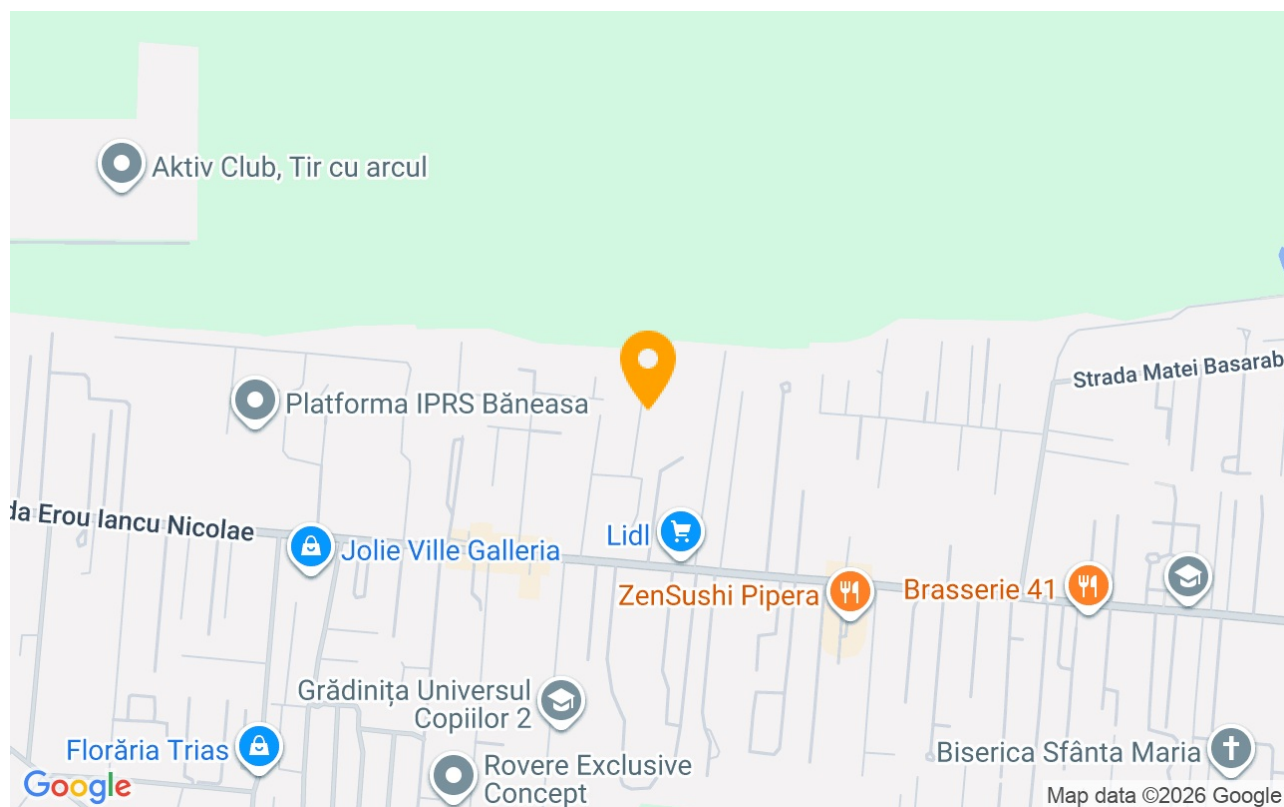 Aktiv Club, Tir cu arcul
Strada Matei Basarab
Platforma IPRS Băneasa
da Erou Iancu Nicolae
Lidl
Jolie Ville Galleria
ZenSushi Pipera
Brasserie 41
Grădinița Universul
Copiilor 2
Florăria Trias
Biserica Sfânta Maria
Rovere Exclusive
Concept
Google
Map data ©2026 Google